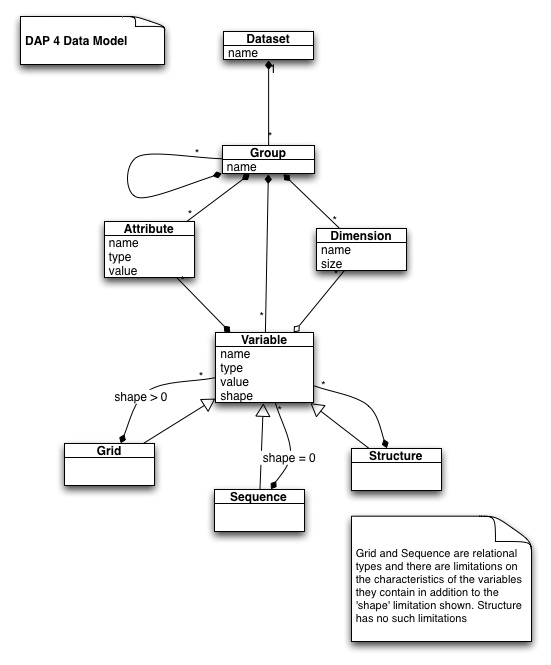 DAP 4 Data Model
Dataset
name
1
*
Group
name
*
*
*
Attribute
name
type
value
Dimension
name
size
*
*
*
Variable
name
type
value
shape
*
*
*
shape > 0
shape = 0
Grid
Sequence
Structure
Grid and Sequence are relational
types and there are limitations on
the characteristics of the variables
they contain in addition to the
'shape' limitation shown. Structure
has no such limitations